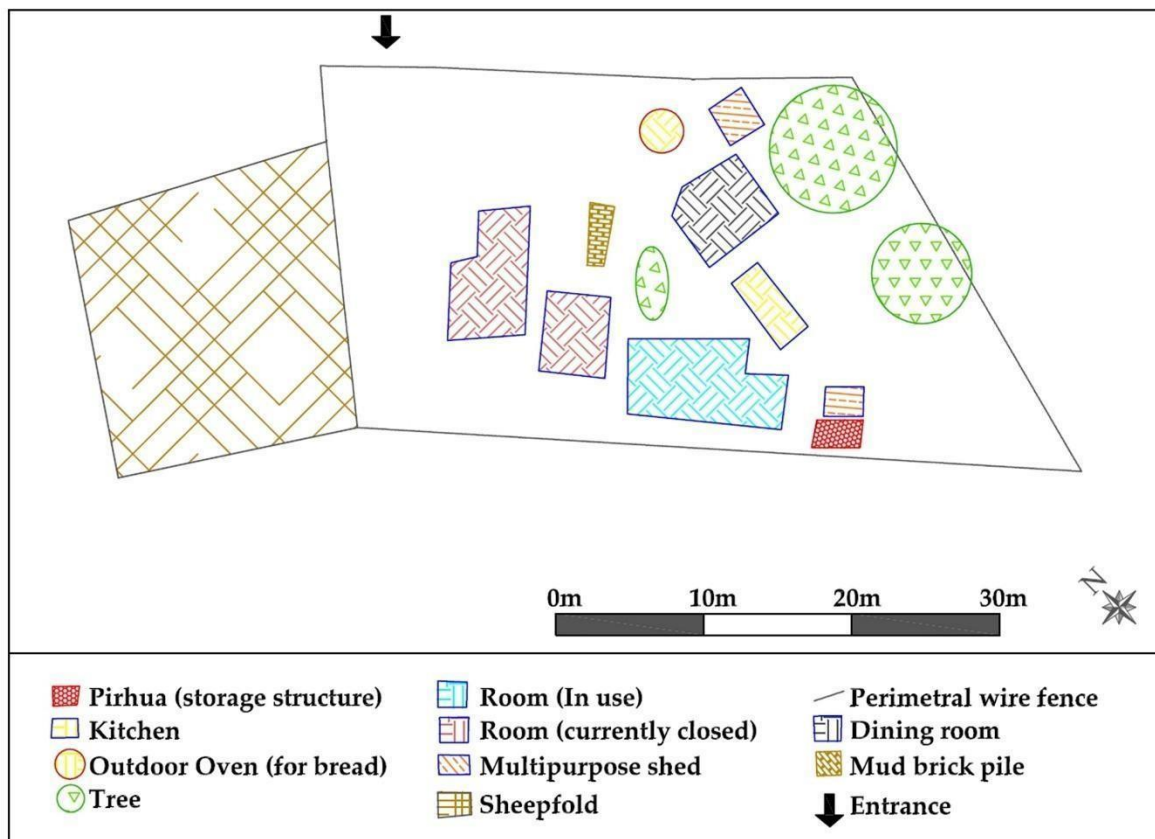 N
0m 10m 20m 30m
Pirhua (storage structure)
Kitchen
Outdoor Oven (for bread)
Tree
Room (In use)
Room (currently closed)
Multipurpose shed
Sheepfold
Perimetral wire fence
Dining room
Mud brick pile
Entrance